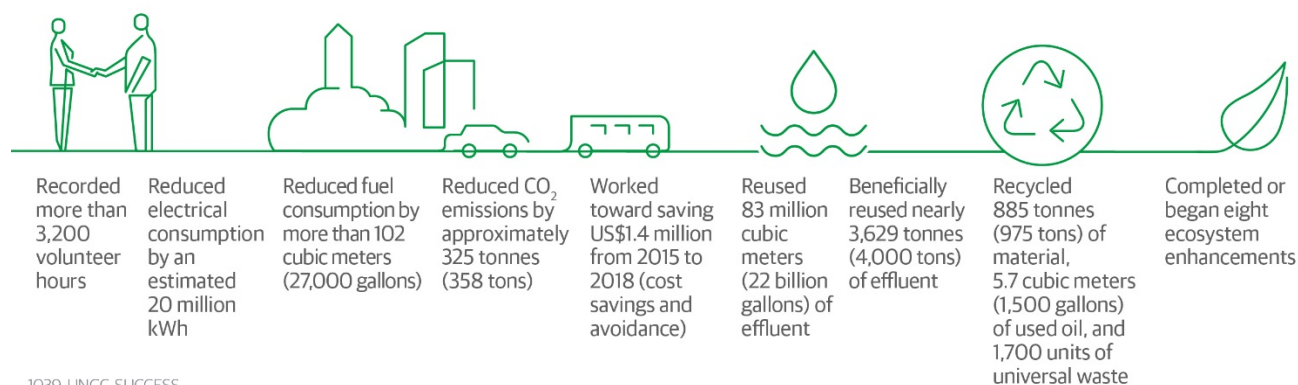 Recorded
more than
3,200
volunteer
hours
Reduced
electrical
consumption
by an
estimated
20 million
kWh
Reduced fuel
consumption by
more than 102
cubic meters
(27,000 gallons)
Reduced CO₂
emissions by
approximately
325 tonnes
(358 tons)
Worked
toward saving
US$1.4 million
from 2015 to
2018 (cost
savings and
avoidance)
Reused
83 million
cubic
meters
(22 billion
gallons) of
effluent
Beneficially
reused nearly
3,629 tonnes
(4,000 tons)
of effluent
Recycled
885 tonnes
(975 tons) of
material,
5.7 cubic meters
(1,500 gallons)
of used oil, and
1,700 units of
universal waste
Completed or
began eight
ecosystem
enhancements
1039_UNGC_SUCCESS